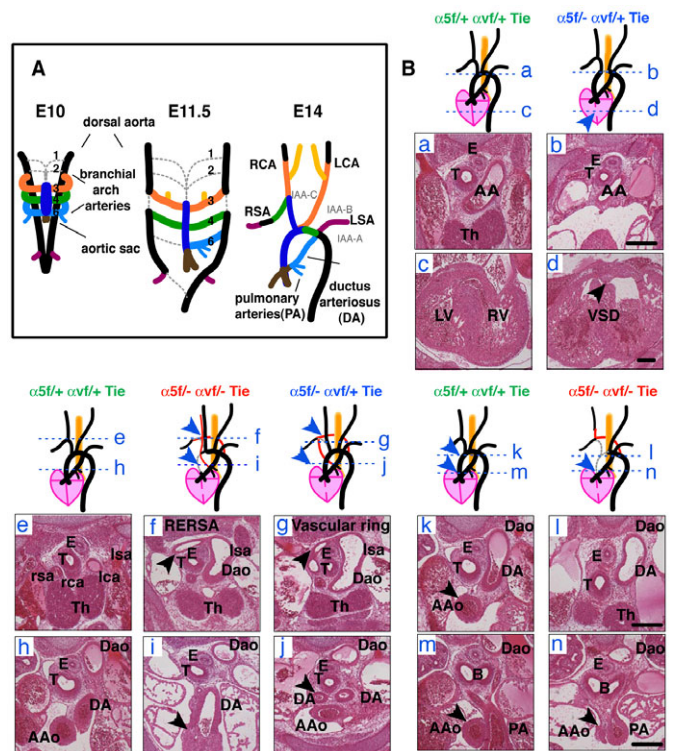 α5f/+ αvf/+ Tie
α5f/- αvf/+ Tie
A
B
E10
dorsal aorta
E11.5
E14
1
2
3
branchial
arch
arteries
aortic sac
1
2
3
4
6
RCA
LCA
IAA-C
RSA
IAA-B
LSA
IAA-A
pulmonary
arteries(PA)
ductus
arteriosus
(DA)
a
b
c
d
a
E
T
AA
Th
b
E
T
AA
c
LV
RV
d
VSD
α5f/+ αvf/+ Tie
α5f/- αvf/- Tie
α5f/- αvf/+ Tie
α5f/+ αvf/+ Tie
α5f/- αvf/- Tie
e
h
f
i
g
j
k
m
l
n
e
E
lsa
T
rsa
rca
lca
Th
f
RERSA
E
T
lsa
Dao
Th
g
Vascular ring
E
lsa
T
Dao
Th
k
Dao
E
T
DA
AAo
l
Dao
E
T
DA
Th
h
Dao
E
T
DA
AAo
i
Dao
E
T
DA
j
Dao
E
T
DA
DA
AAo
m
Dao
E
B
AAo
PA
n
Dao
E
B
AAo
PA